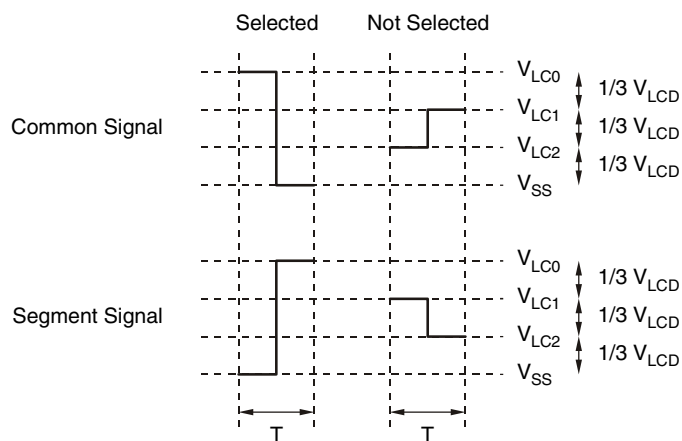 Selected Not Selected
V_LC0
1/3 V_LCD
V_LC1
Common Signal 1/3 V_LCD
V_LC2
1/3 V_LCD
V_SS
V_LC0
1/3 V_LCD
V_LC1
Segment Signal 1/3 V_LCD
V_LC2
1/3 V_LCD
V_SS
T T